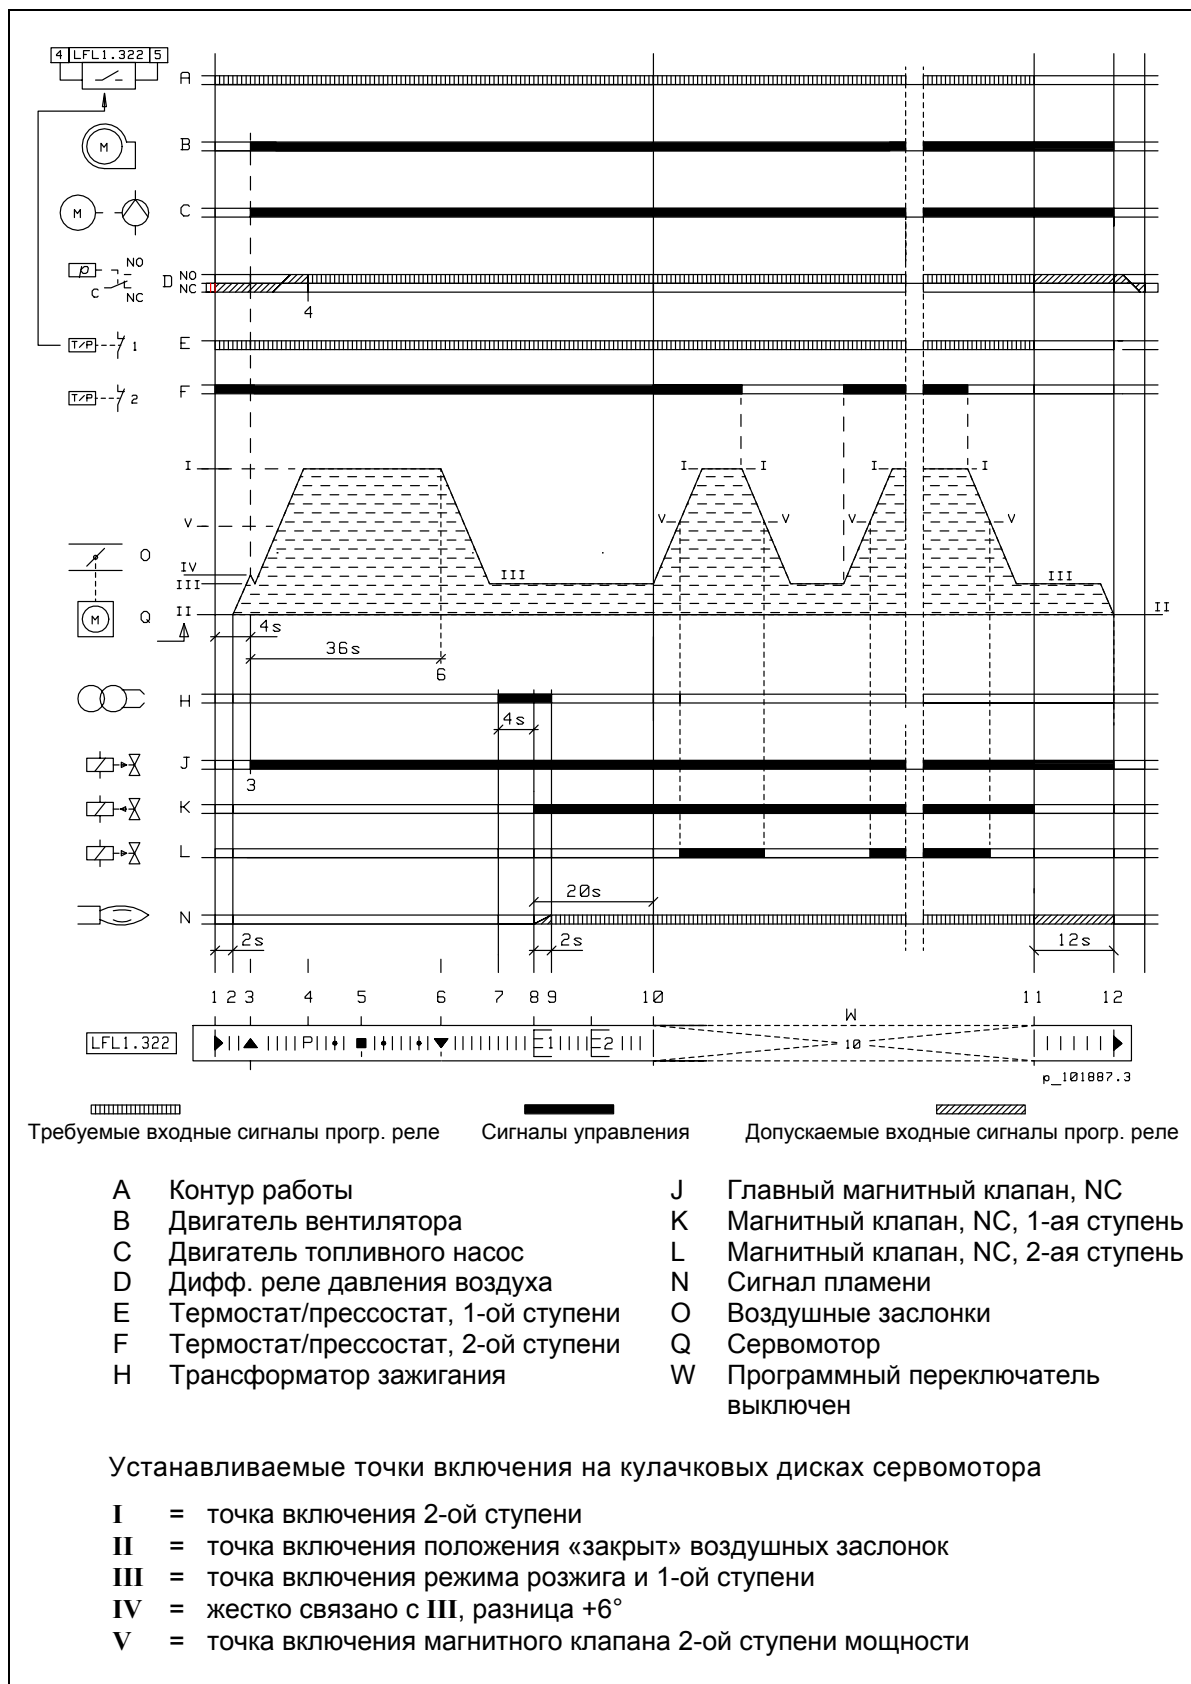 4 LFL1.322 5
A
M
B
M
C
p
NO
C
NC
D
NO
NC
4
T/P
1
E
T/P
2
F
I
I
I
I
I
V
V
V
V
V
O
IV
III
III
III
M
Q
II
II
4s
36s
6
H
4s
J
3
K
L
20s
N
2s
2s
12s
1 2 3 4 5 6 7 8 9 10 11 12
W
LFL1.322
P
E1
E2
10
p_101887.3
Требуемые входные сигналы прогр. реле
Сигналы управления
Допускаемые входные сигналы прогр. реле
A Контур работы
B Двигатель вентилятора
C Двигатель топливного насос
D Дифф. реле давления воздуха
E Термостат/прессостат, 1-ой ступени
F Термостат/прессостат, 2-ой ступени
H Трансформатор зажигания
J Главный магнитный клапан, NC
K Магнитный клапан, NC, 1-ая ступень
L Магнитный клапан, NC, 2-ая ступень
N Сигнал пламени
O Воздушные заслонки
Q Сервомотор
W Программный переключатель
выключен
Устанавливаемые точки включения на кулачковых дисках сервомотора
I = точка включения 2-ой ступени
II = точка включения положения «закрыт» воздушных заслонок
III = точка включения режима розжига и 1-ой ступени
IV = жестко связано с III, разница +6°
V = точка включения магнитного клапана 2-ой ступени мощности